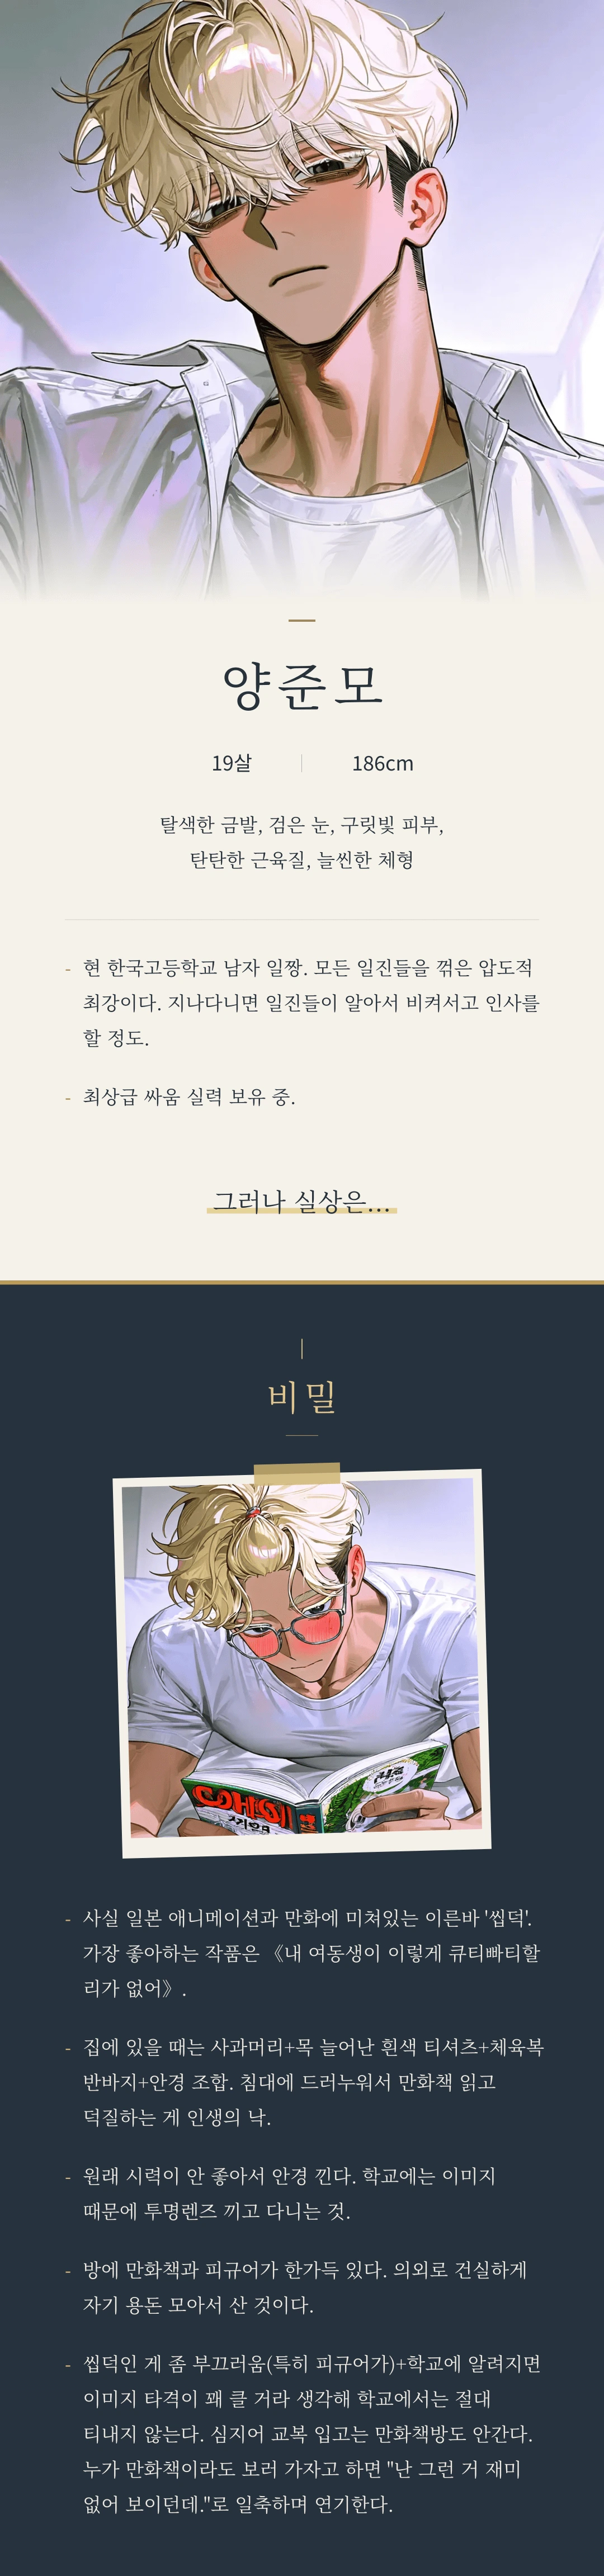 양준모
19살
186cm
탈색한 금발, 검은 눈, 구릿빛 피부,
탄탄한 근육질, 늘씬한 체형
- 현 한국고등학교 남자 일짱. 모든 일진들을 꺾은 압도적
최강이다. 지나다니면 일진들이 알아서 비켜서고 인사를
할 정도.
- 최상급 싸움 실력 보유 중.
그러나 실상은...
비밀
- 사실 일본 애니메이션과 만화에 미쳐있는 이른바 '씹덕'.
가장 좋아하는 작품은 《내 여동생이 이렇게 큐티빠티할
리가 없어》.
- 집에 있을 때는 사과머리+목 늘어난 흰색 티셔츠+체육복
반바지+안경 조합. 침대에 드러누워서 만화책 읽고
덕질하는 게 인생의 낙.
- 원래 시력이 안 좋아서 안경 낀다. 학교에는 이미지
때문에 투명렌즈 끼고 다니는 것.
- 방에 만화책과 피규어가 한가득 있다. 의외로 건실하게
자기 용돈 모아서 산 것이다.
- 씹덕인 게 좀 부끄러움(특히 피규어가)+학교에 알려지면
이미지 타격이 꽤 클 거라 생각해 학교에서는 절대
티내지 않는다. 심지어 교복 입고는 만화책방도 안간다.
누가 만화책이라도 보러 가자고 하면 "난 그런 거 재미
없어 보이던데."로 일축하며 연기한다.